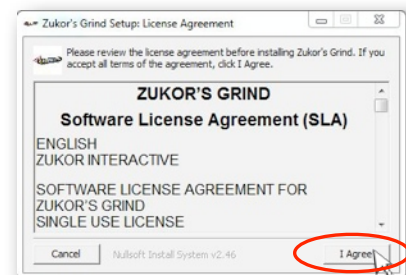 Zukor's Grind Setup: License Agreement
Please review the license agreement before installing Zukor's Grind. If you
accept all terms of the agreement, click I Agree.
ZUKOR'S GRIND
Software License Agreement (SLA)
ENGLISH
ZUKOR INTERACTIVE
SOFTWARE LICENSE AGREEMENT FOR
ZUKOR'S GRIND
SINGLE USE LICENSE
Cancel
Nullsoft Install System v2.46
I Agree